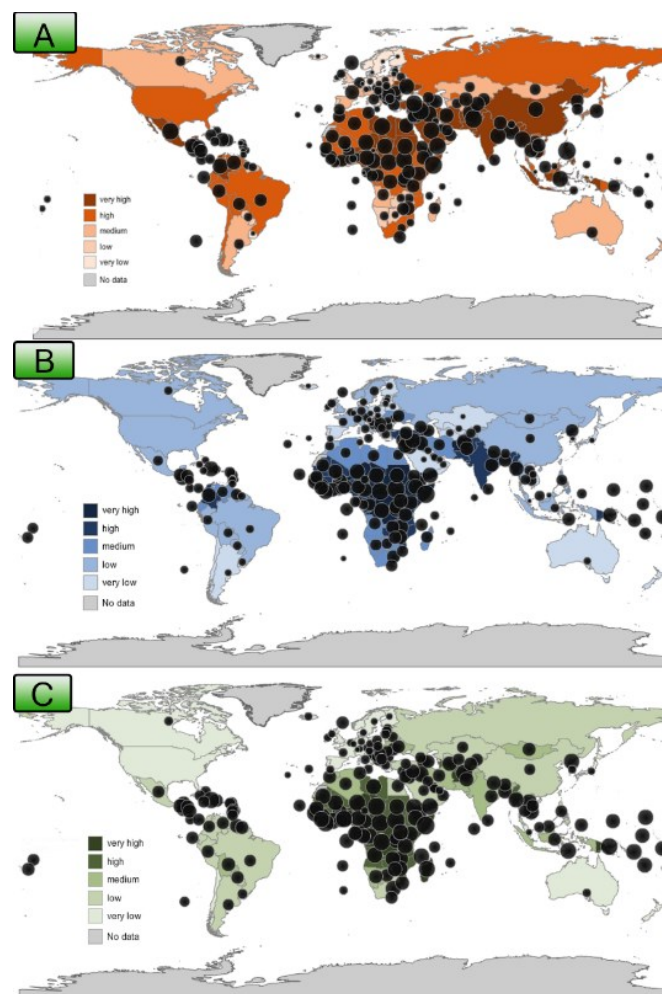 A
very high
high
medium
low
very low
No data
B
very high
high
medium
low
very low
No data
C
very high
high
medium
low
very low
No data